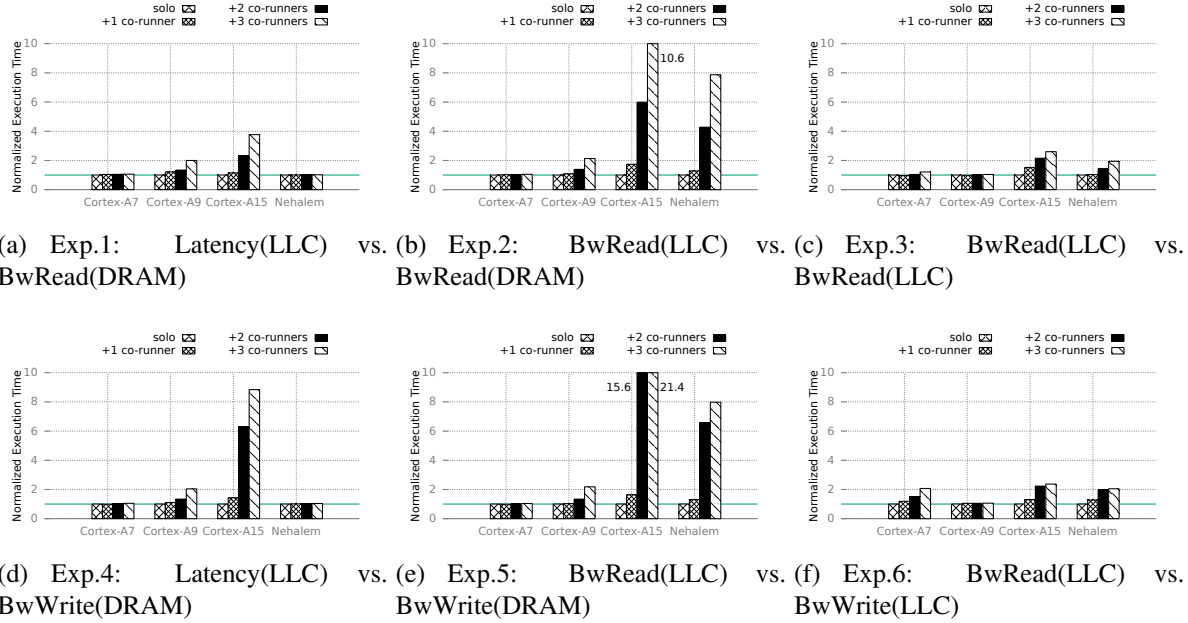 solo +2 co-runners
+1 co-runner +3 co-runners
Normalized Execution Time
10
8
6
4
2
0
Cortex-A7 Cortex-A9 Cortex-A15 Nehalem
(a) Exp.1: Latency(LLC) vs.
BwRead(DRAM)
solo +2 co-runners
+1 co-runner +3 co-runners
Normalized Execution Time
10
8
6
4
2
0
10.6
Cortex-A7 Cortex-A9 Cortex-A15 Nehalem
(b) Exp.2: BwRead(LLC) vs.
BwRead(DRAM)
solo +2 co-runners
+1 co-runner +3 co-runners
Normalized Execution Time
10
8
6
4
2
0
Cortex-A7 Cortex-A9 Cortex-A15 Nehalem
(c) Exp.3: BwRead(LLC) vs.
BwRead(LLC)
solo +2 co-runners
+1 co-runner +3 co-runners
Normalized Execution Time
10
8
6
4
2
0
Cortex-A7 Cortex-A9 Cortex-A15 Nehalem
(d) Exp.4: Latency(LLC) vs.
BwWrite(DRAM)
solo +2 co-runners
+1 co-runner +3 co-runners
Normalized Execution Time
10
8
6
4
2
0
15.6 21.4
Cortex-A7 Cortex-A9 Cortex-A15 Nehalem
(e) Exp.5: BwRead(LLC) vs.
BwWrite(DRAM)
solo +2 co-runners
+1 co-runner +3 co-runners
Normalized Execution Time
10
8
6
4
2
0
Cortex-A7 Cortex-A9 Cortex-A15 Nehalem
(f) Exp.6: BwRead(LLC) vs.
BwWrite(LLC)